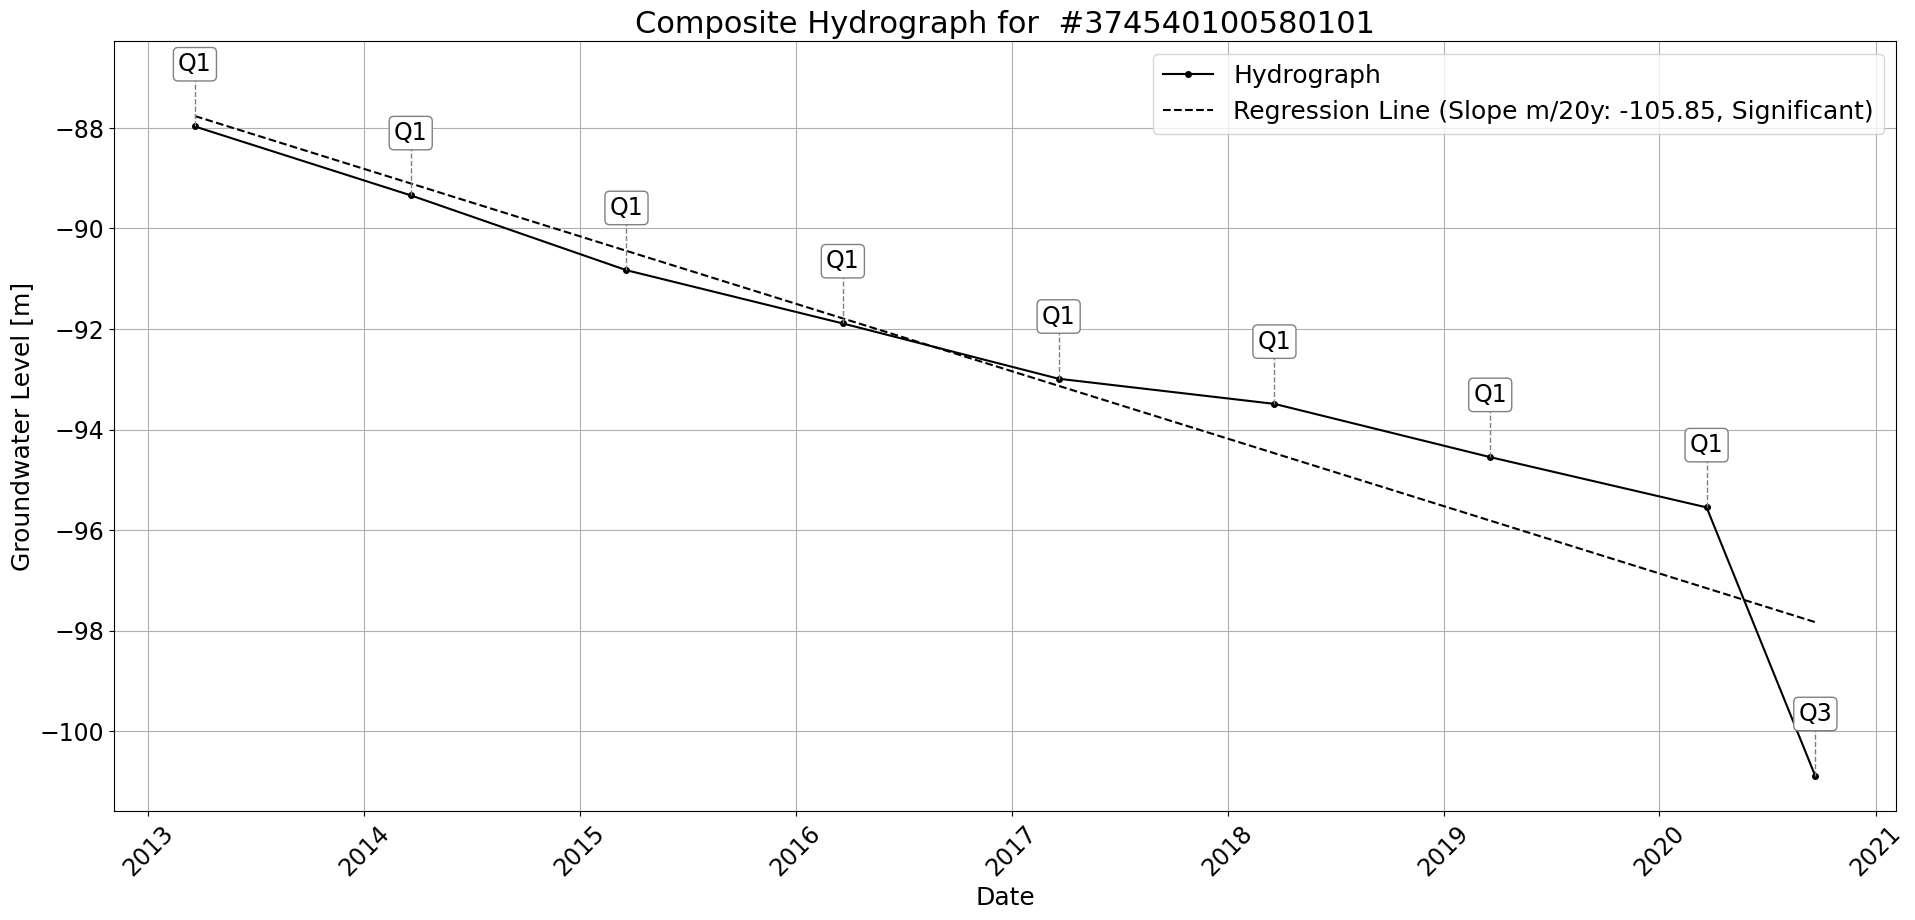 Composite Hydrograph for  #374540100580101
Hydrograph
Regression Line (Slope m/20y: -105.85, Significant)
Q1
Q1
Q1
Q1
Q1
Q1
Q1
Q1
Q3
Groundwater Level [m]
−88
−90
−92
−94
−96
−98
−100
2013
2014
2015
2016
2017
2018
2019
2020
2021
Date